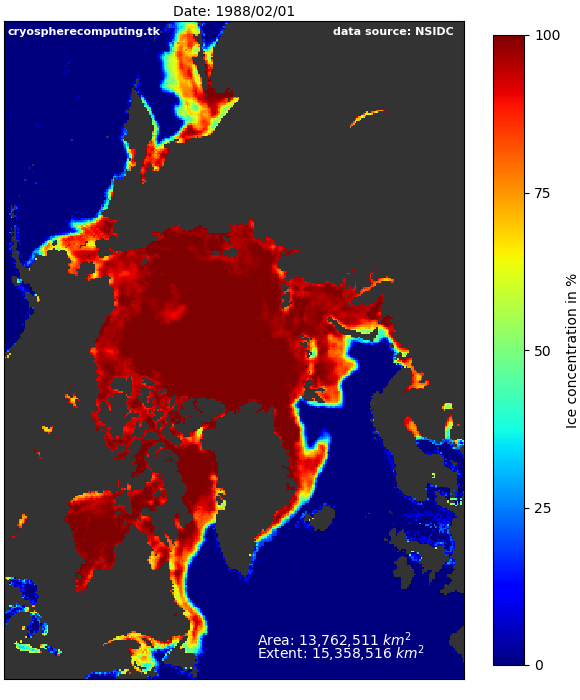 Date: 1988/02/01
cryospherecomputing.tk
data source: NSIDC
100
75
50
25
0
Ice concentration in %
Area: 13,762,511 km²
Extent: 15,358,516 km²